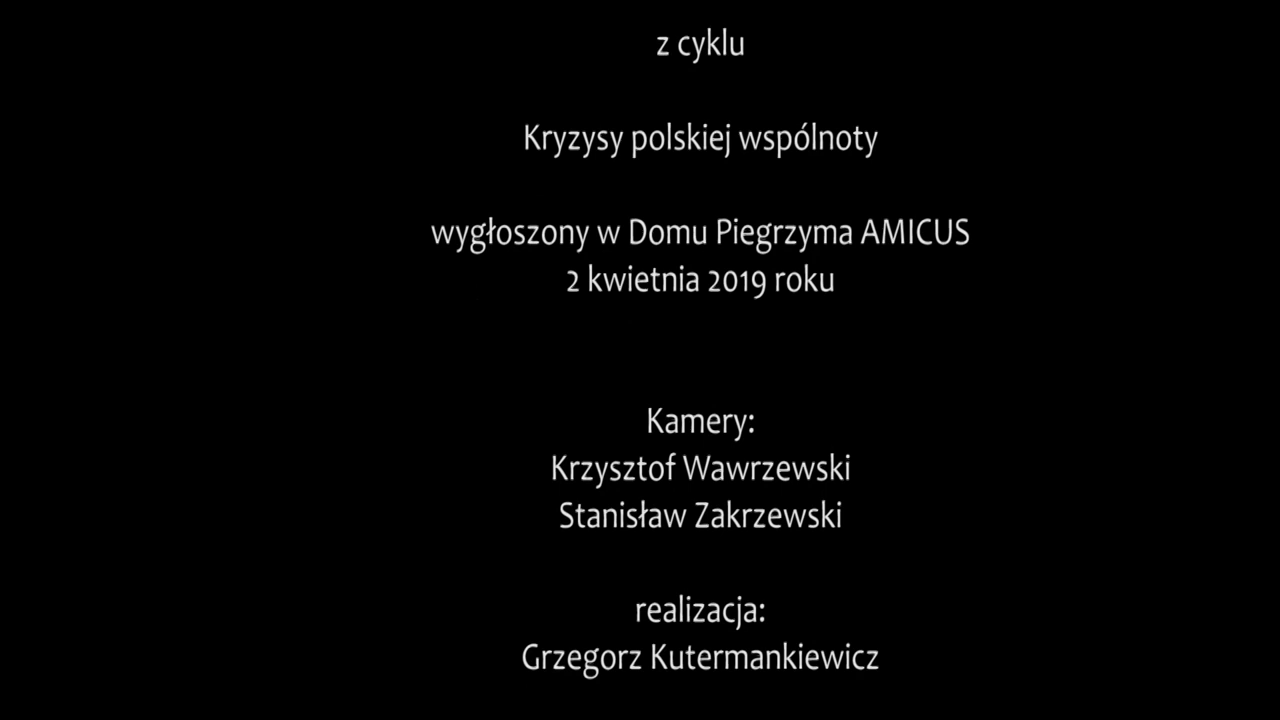 z cyklu
Kryzysy polskiej wspólnoty
wygłoszony w Domu Piegrzyma AMICUS
2 kwietnia 2019 roku
Kamery:
Krzysztof Wawrzewski
Stanisław Zakrzewski
realizacja:
Grzegorz Kutermankiewicz